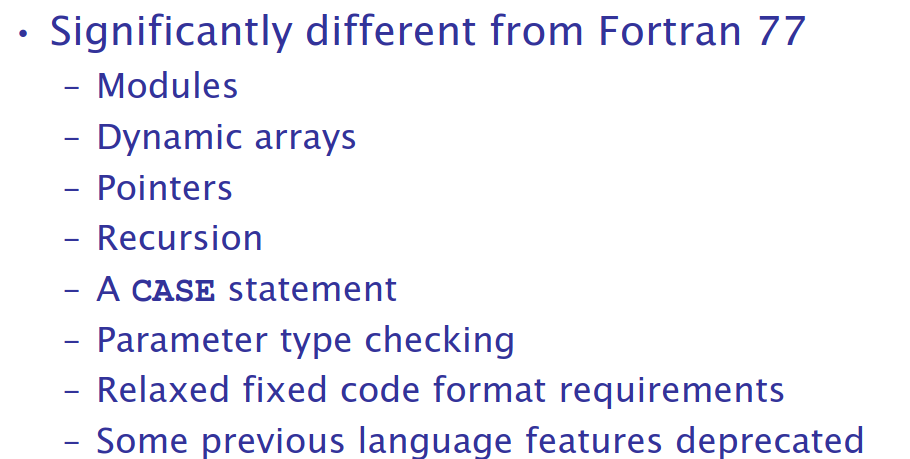 • Significantly different from Fortran 77
– Modules
– Dynamic arrays
– Pointers
– Recursion
– A CASE statement
– Parameter type checking
– Relaxed fixed code format requirements
– Some previous language features deprecated